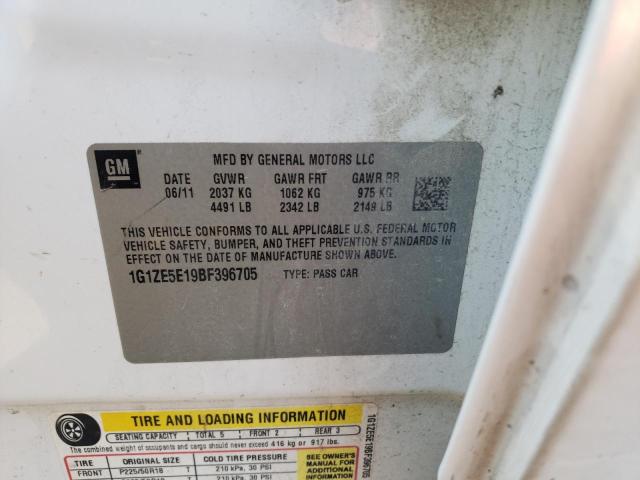 GM
MFD BY GENERAL MOTORS LLC
DATE GVWR GAWR FRT GAWR RR
06/11 2037 KG 1062 KG 975 KG
4491 LB 2342 LB 2149 LB
THIS VEHICLE CONFORMS TO ALL APPLICABLE U.S. FEDERAL MOTOR
VEHICLE SAFETY, BUMPER, AND THEFT PREVENTION STANDARDS IN
EFFECT ON THE DATE OF MANUFACTURE SHOWN ABOVE.
1G1ZE5E19BF396705 TYPE: PASS CAR
TIRE AND LOADING INFORMATION
SEATING CAPACITY TOTAL 5 FRONT 2 REAR 3
The combined weight of occupants and cargo should never exceed 416 kg or 917 lbs.
TIRE ORIGINAL SIZE COLD TIRE PRESSURE
FRONT P225/50R18 T 210 kPa, 30 PSI
SEE OWNER'S
MANUAL FOR
ADDITIONAL
1G1ZE5E19BF396705